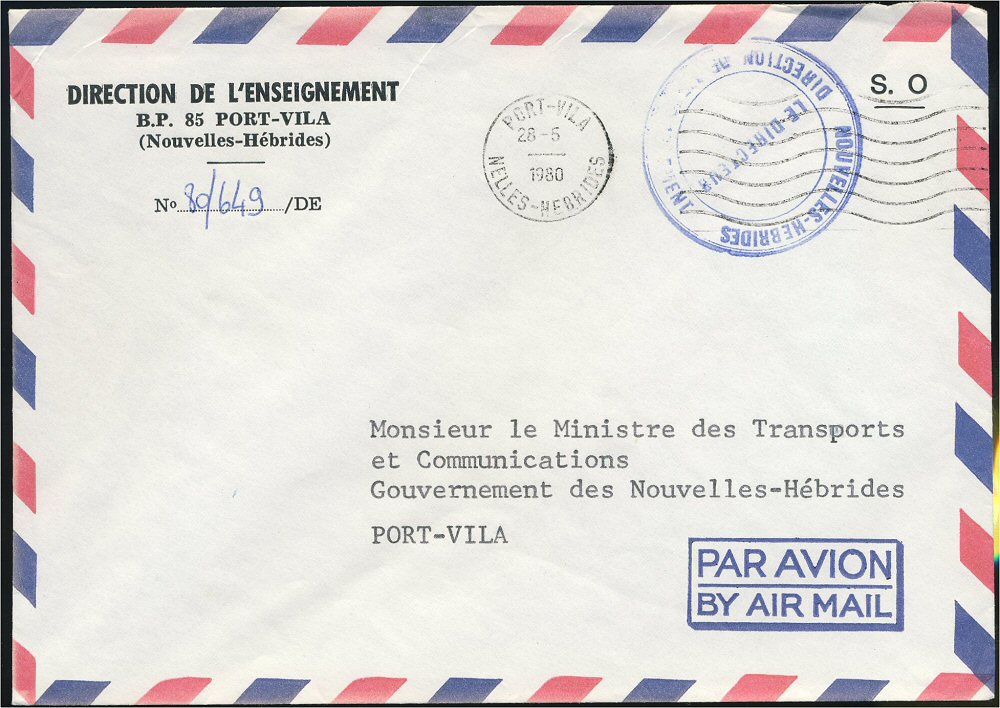 DIRECTION DE L'ENSEIGNEMENT
B.P. 85 PORT-VILA
(Nouvelles-Hébrides)
Nº 80/649 /DE
PORT-VILA
28-5
1980
NELLES-HEBRIDES
DIRECTION DE
LE DIRECTEUR
NOUVELLES-HEBRIDES
S. O
Monsieur le Ministre des Transports
et Communications
Gouvernement des Nouvelles-Hébrides
PORT-VILA
PAR AVION
BY AIR MAIL